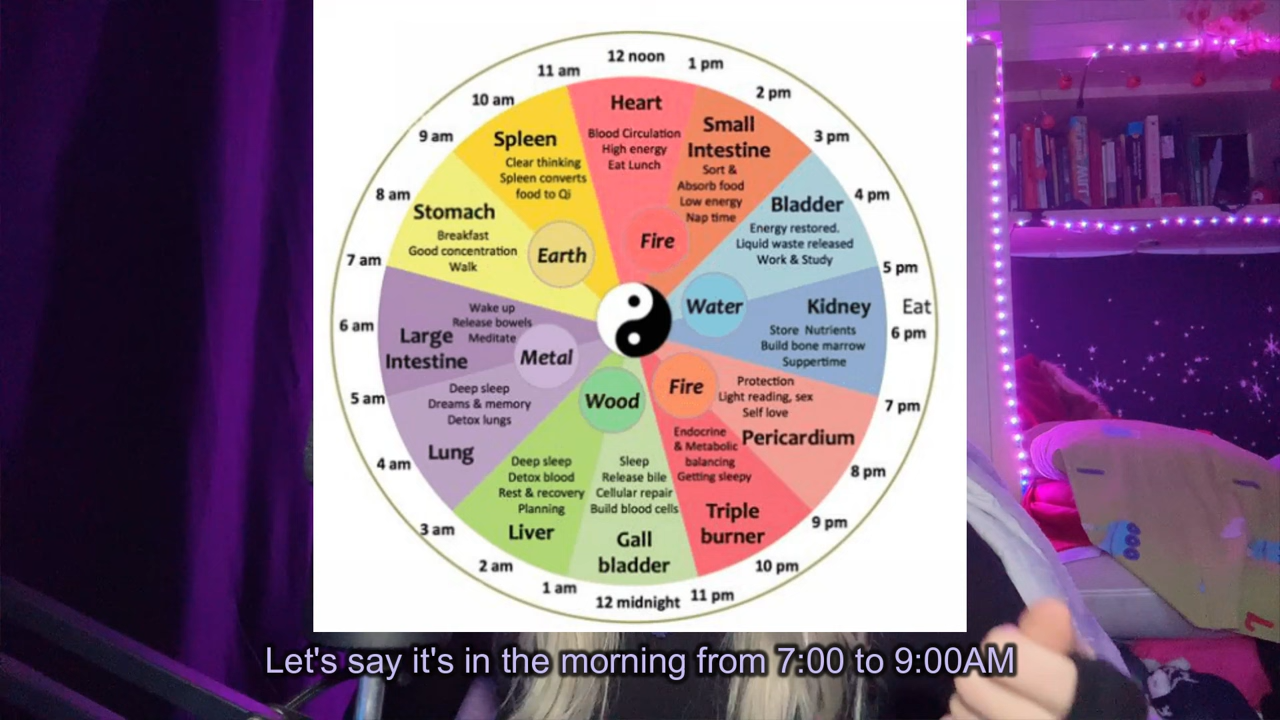 12 noon
1 pm
2 pm
3 pm
4 pm
5 pm
Eat
6 pm
7 pm
8 pm
9 pm
10 pm
11 pm
12 midnight
1 am
2 am
3 am
4 am
5 am
6 am
7 am
8 am
9 am
10 am
11 am
Heart
Blood Circulation
High energy
Eat Lunch
Small
Intestine
Sort &
Absorb food
Low energy
Nap time
Bladder
Energy restored.
Liquid waste released
Work & Study
Kidney
Store Nutrients
Build bone marrow
Suppertime
Protection
Light reading, sex
Self love
Pericardium
Endocrine
& Metabolic
balancing
Getting sleepy
Triple
burner
Sleep
Release bile
Cellular repair
Build blood cells
Gall
bladder
Deep sleep
Detox blood
Rest & recovery
Planning
Liver
Deep sleep
Dreams & memory
Detox lungs
Lung
Wake up
Release bowels
Meditate
Large
Intestine
Stomach
Breakfast
Good concentration
Walk
Spleen
Clear thinking
Spleen converts
food to Qi
Fire
Water
Fire
Wood
Metal
Earth
Let's say it's in the morning from 7:00 to 9:00AM